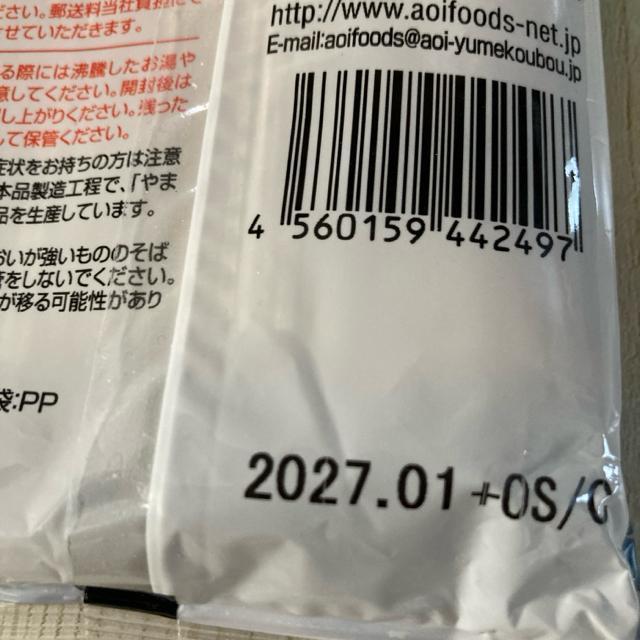 ださい。郵送料当社負担にて
させていただきます。
る際には沸騰したお湯や
意してください。開封後は
し上がりください。残った
して保管ください。
症状をお持ちの方は注意
本品製造工程で、「やま
品を生産しています。
おいが強いもののそば
管をしないでください。
が移る可能性があり
袋:PP
http://www.aoifoods-net.jp
E-mail:aoifoods@aoi-yumekoubou.jp
4 560159 442497
2027.01 +OS/C